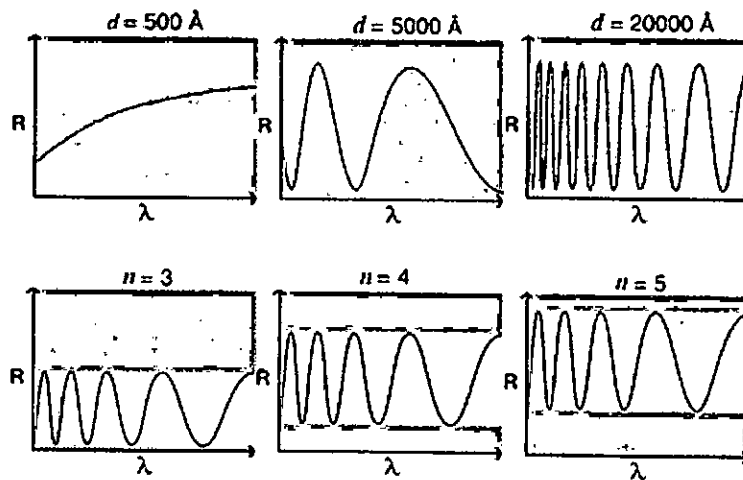 d = 500 Å
d = 5000 Å
d = 20000 Å
R
R
R
λ
λ
λ
n = 3
n = 4
n = 5
R
R
R
λ
λ
λ